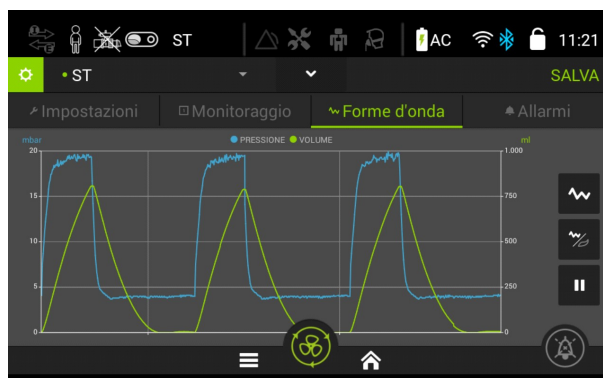 ST AC 11:21
ST SALVA
Impostazioni Monitoraggio Forme d'onda Allarmi
mbar PRESSIONE VOLUME ml
20 1.000
15 750
10 500
5 250
0 0